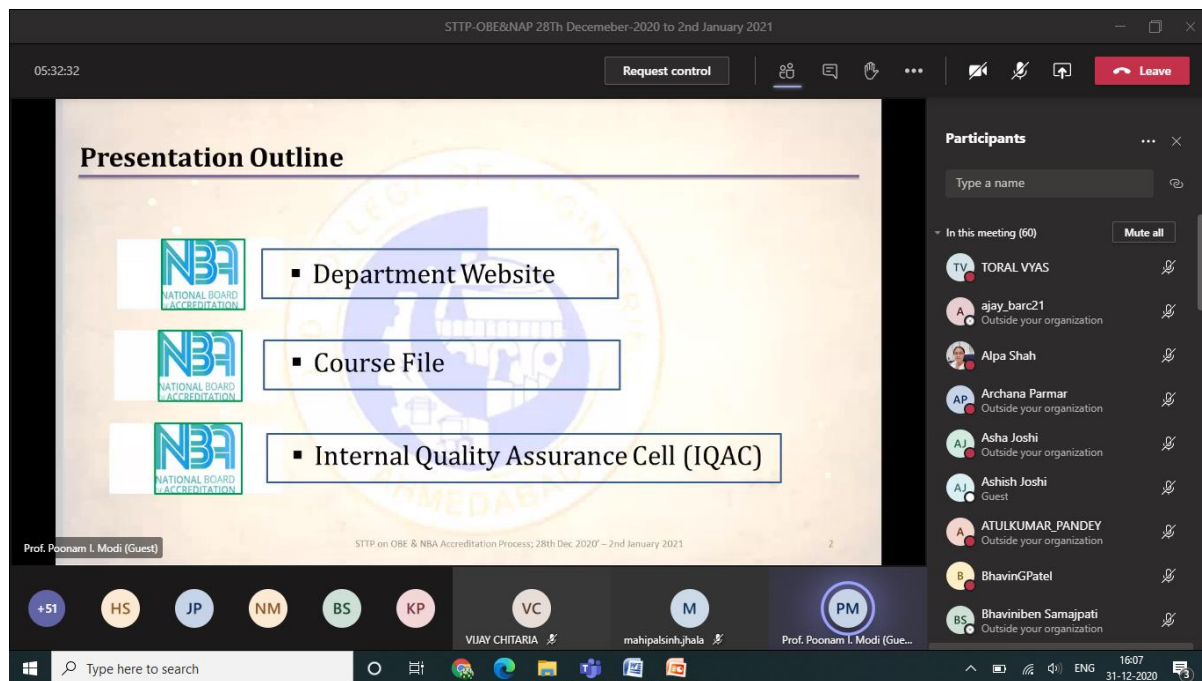 STTP-OBE&NAP 28Th Decemeber-2020 to 2nd January 2021
05:32:32
Request control
Leave
Presentation Outline
NBA
NATIONAL BOARD
of ACCREDITATION
▪ Department Website
NBA
NATIONAL BOARD
of ACCREDITATION
▪ Course File
NBA
NATIONAL BOARD
of ACCREDITATION
▪ Internal Quality Assurance Cell (IQAC)
AHMEDABAD
Prof. Poonam I. Modi (Guest)
STTP on OBE & NBA Accreditation Process; 28th Dec 2020' – 2nd January 2021
2
Participants
Type a name
In this meeting (60)
Mute all
TV
TORAL VYAS
A
ajay_barc21
Outside your organization
Alpa Shah
AP
Archana Parmar
Outside your organization
AJ
Asha Joshi
Outside your organization
AJ
Ashish Joshi
Guest
A
ATULKUMAR_PANDEY
Outside your organization
B
BhavinGPatel
BS
Bhaviniben Samajpati
Outside your organization
+51
HS
JP
NM
BS
KP
VC
VIJAY CHITARIA
M
mahipalsinh.jhala
PM
Prof. Poonam I. Modi (Gue...
Type here to search
ENG
16:07
31-12-2020
3